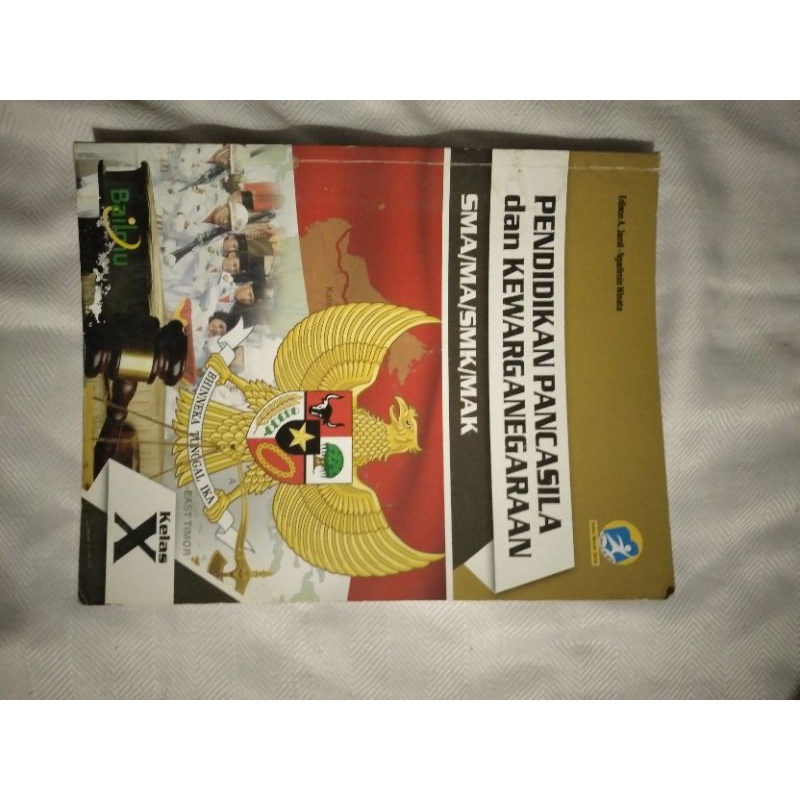 PENDIDIKAN PANCASILA
dan KEWARGANEGARAAN
SMA/MA/SMK/MAK
BHINNEKA TUNGGAL IKA
EAST TIMOR
Kelas
X